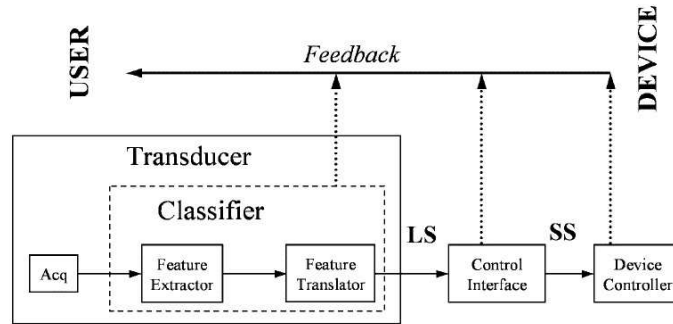 USER
Feedback
DEVICE
Transducer
Classifier
LS
SS
Acq
Feature
Extractor
Feature
Translator
Control
Interface
Device
Controller